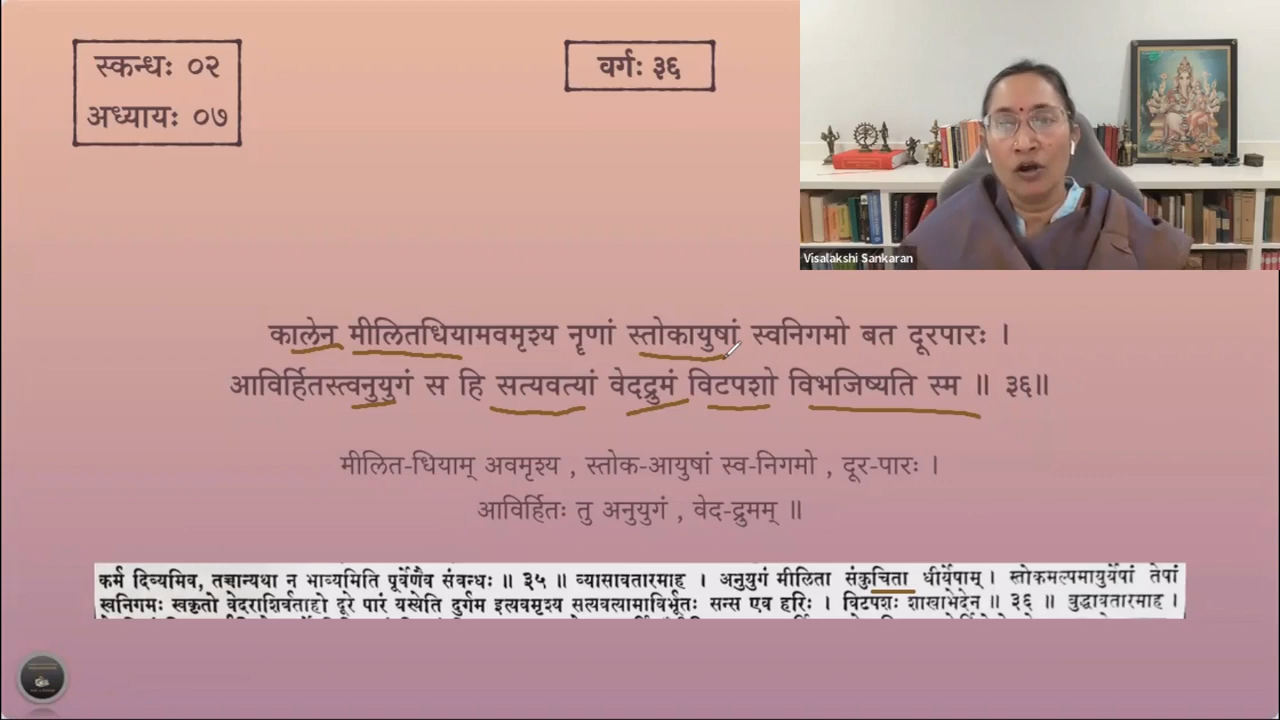 स्कन्धः ०२
अध्यायः ०७
वर्गः ३६
Visalakshi Sankaran
कालेन मीलितधियामवमृश्य नॄणां स्तोकायुषां स्वनिगमो बत दूरपारः ।
आविर्हितस्त्वनुयुगं स हि सत्यवत्यां वेदद्रुमं विटपशो विभजिष्यति स्म ॥ ३६॥
मीलित-धियाम् अवमृश्य , स्तोक-आयुषां स्व-निगमो , दूर-पारः ।
आविर्हितः तु अनुयुगं , वेद-द्रुमम् ॥
कर्म दिव्यमिव, तच्चान्यथा न भाव्यमिति पूर्वेणैव संबन्धः ॥ ३५ ॥ व्यासावतारमाह । अनुयुगं मीलिता संकुचिता धीर्येषाम् । स्तोकमल्पमायुर्येषां तेषां
स्वनिगमः स्वकृतो वेदराशिर्बताहो दूरे पारं यस्येति दुर्गम इत्यवमृश्य सत्यवत्यामाविर्भूतः सन्स एव हरिः । विटपशः शाखाभेदेन ॥ ३६ ॥ बुद्धावतारमाह ।